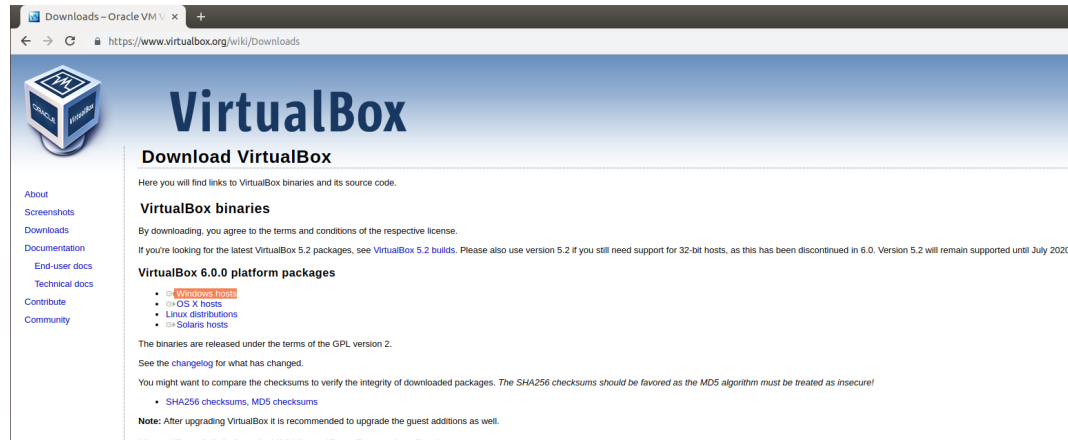 Downloads – Oracle VM V
https://www.virtualbox.org/wiki/Downloads
ORACLE
VM
VirtualBox
VirtualBox
Download VirtualBox
Here you will find links to VirtualBox binaries and its source code.
About
Screenshots
Downloads
Documentation
End-user docs
Technical docs
Contribute
Community
VirtualBox binaries
By downloading, you agree to the terms and conditions of the respective license.
If you're looking for the latest VirtualBox 5.2 packages, see VirtualBox 5.2 builds. Please also use version 5.2 if you still need support for 32-bit hosts, as this has been discontinued in 6.0. Version 5.2 will remain supported until July 2020
VirtualBox 6.0.0 platform packages
Windows hosts
OS X hosts
Linux distributions
Solaris hosts
The binaries are released under the terms of the GPL version 2.
See the changelog for what has changed.
You might want to compare the checksums to verify the integrity of downloaded packages. The SHA256 checksums should be favored as the MD5 algorithm must be treated as insecure!
SHA256 checksums, MD5 checksums
Note: After upgrading VirtualBox it is recommended to upgrade the guest additions as well.